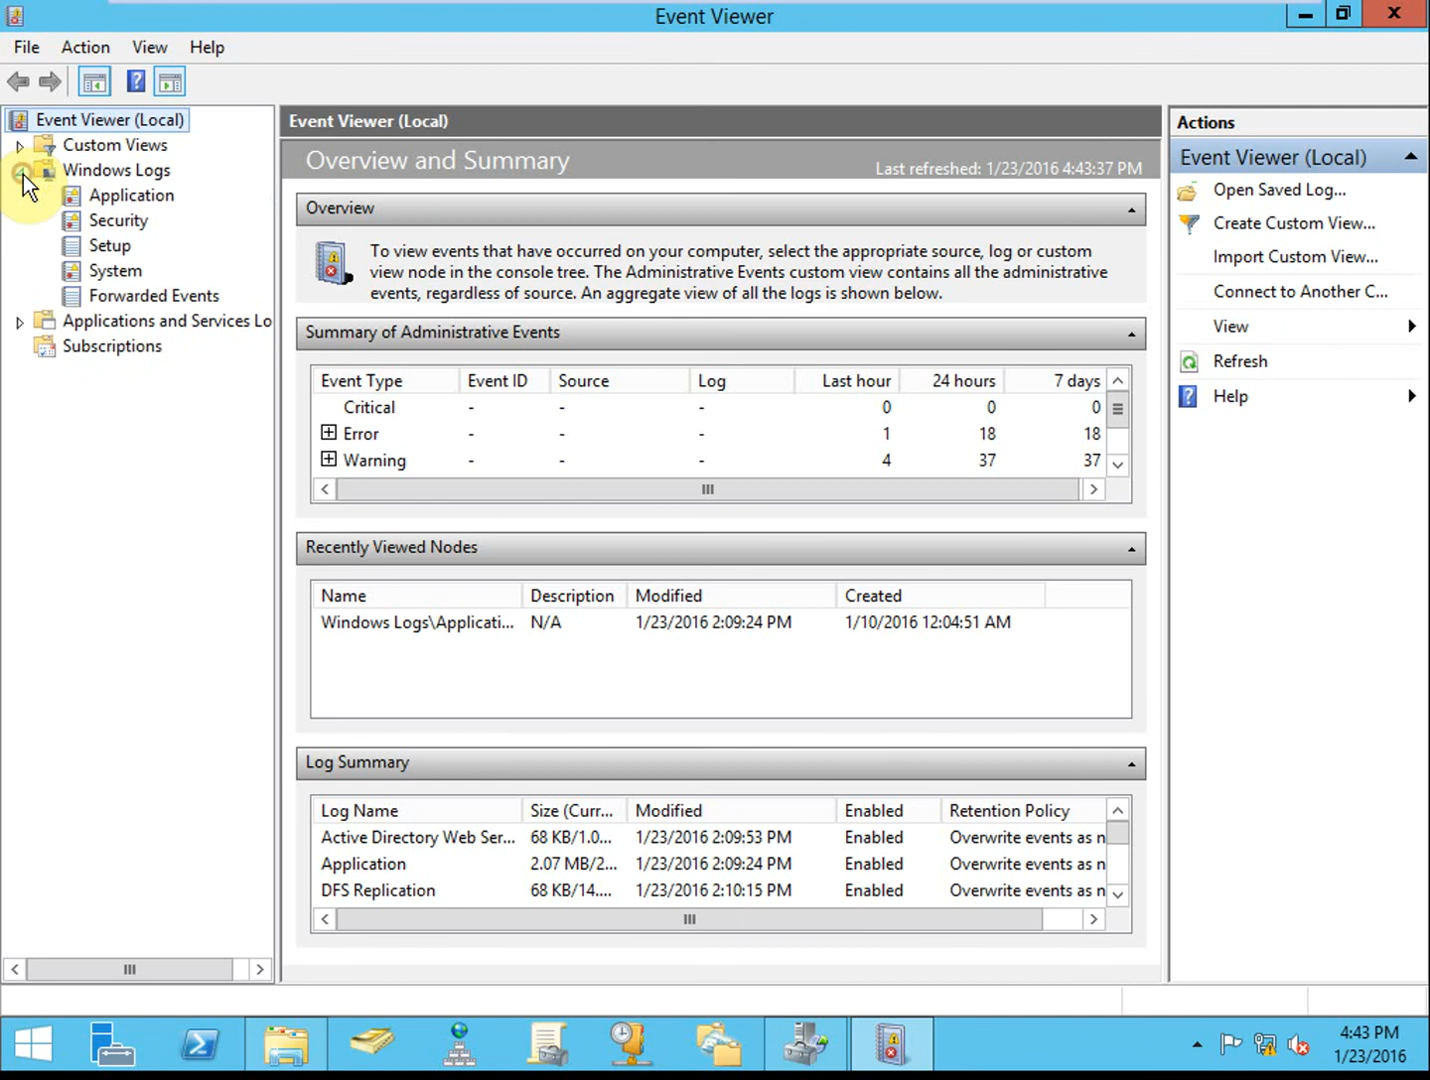 Event Viewer
File Action View Help
Event Viewer (Local)
Custom Views
Windows Logs
Application
Security
Setup
System
Forwarded Events
Applications and Services Lo
Subscriptions
Event Viewer (Local)
Overview and Summary Last refreshed: 1/23/2016 4:43:37 PM
Overview
To view events that have occurred on your computer, select the appropriate source, log or custom
view node in the console tree. The Administrative Events custom view contains all the administrative
events, regardless of source. An aggregate view of all the logs is shown below.
Summary of Administrative Events
Event Type Event ID Source Log Last hour 24 hours 7 days
Critical - - - 0 0 0
Error - - - 1 18 18
Warning - - - 4 37 37
Recently Viewed Nodes
Name Description Modified Created
Windows Logs\Applicati... N/A 1/23/2016 2:09:24 PM 1/10/2016 12:04:51 AM
Log Summary
Log Name Size (Curr... Modified Enabled Retention Policy
Active Directory Web Ser... 68 KB/1.0... 1/23/2016 2:09:53 PM Enabled Overwrite events as n
Application 2.07 MB/2... 1/23/2016 2:09:24 PM Enabled Overwrite events as n
DFS Replication 68 KB/14.... 1/23/2016 2:10:15 PM Enabled Overwrite events as n
Actions
Event Viewer (Local)
Open Saved Log...
Create Custom View...
Import Custom View...
Connect to Another C...
View
Refresh
Help
4:43 PM
1/23/2016